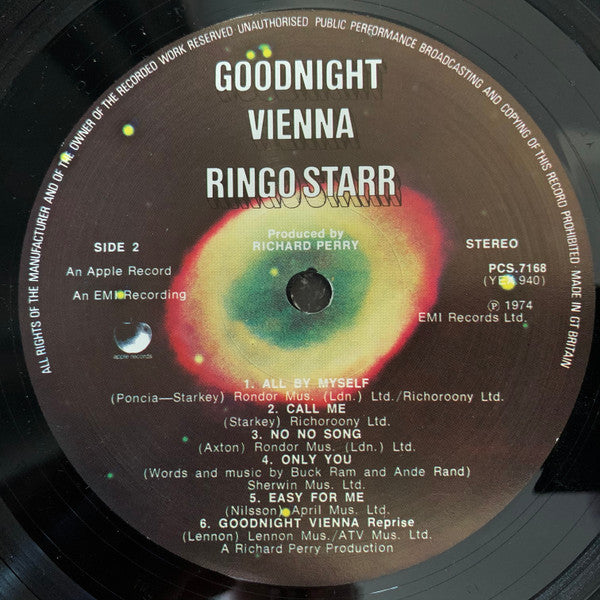 ALL RIGHTS OF THE MANUFACTURER AND OF THE OWNER OF THE RECORDED WORK RESERVED UNAUTHORISED PUBLIC PERFORMANCE BROADCASTING AND COPYING OF THIS RECORD PROHIBITED MADE IN GT BRITAIN
GOODNIGHT
VIENNA
RINGO STARR
Produced by
RICHARD PERRY
SIDE 2
An Apple Record
An EMI Recording
apple records
STEREO
PCS.7168
(YEX 940)
Ⓟ 1974
EMI Records Ltd.
1. ALL BY MYSELF
(Poncia—Starkey) Rondor Mus. (Ldn.) Ltd./Richoroony Ltd.
2. CALL ME
(Starkey) Richoroony Ltd.
3. NO NO SONG
(Axton) Rondor Mus. (Ldn.) Ltd.
4. ONLY YOU
(Words and music by Buck Ram and Ande Rand)
Sherwin Mus. Ltd.
5. EASY FOR ME
(Nilsson) April Mus. Ltd.
6. GOODNIGHT VIENNA Reprise
(Lennon) Lennon Mus./ATV Mus. Ltd.
A Richard Perry Production